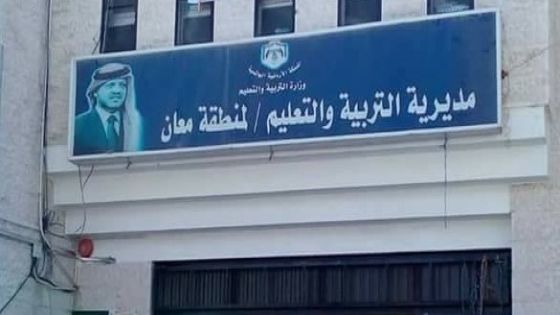 المملكة الأردنية الهاشمية
وزارة التربية والتعليم
مديرية التربية والتعليم / لمنطقة معان